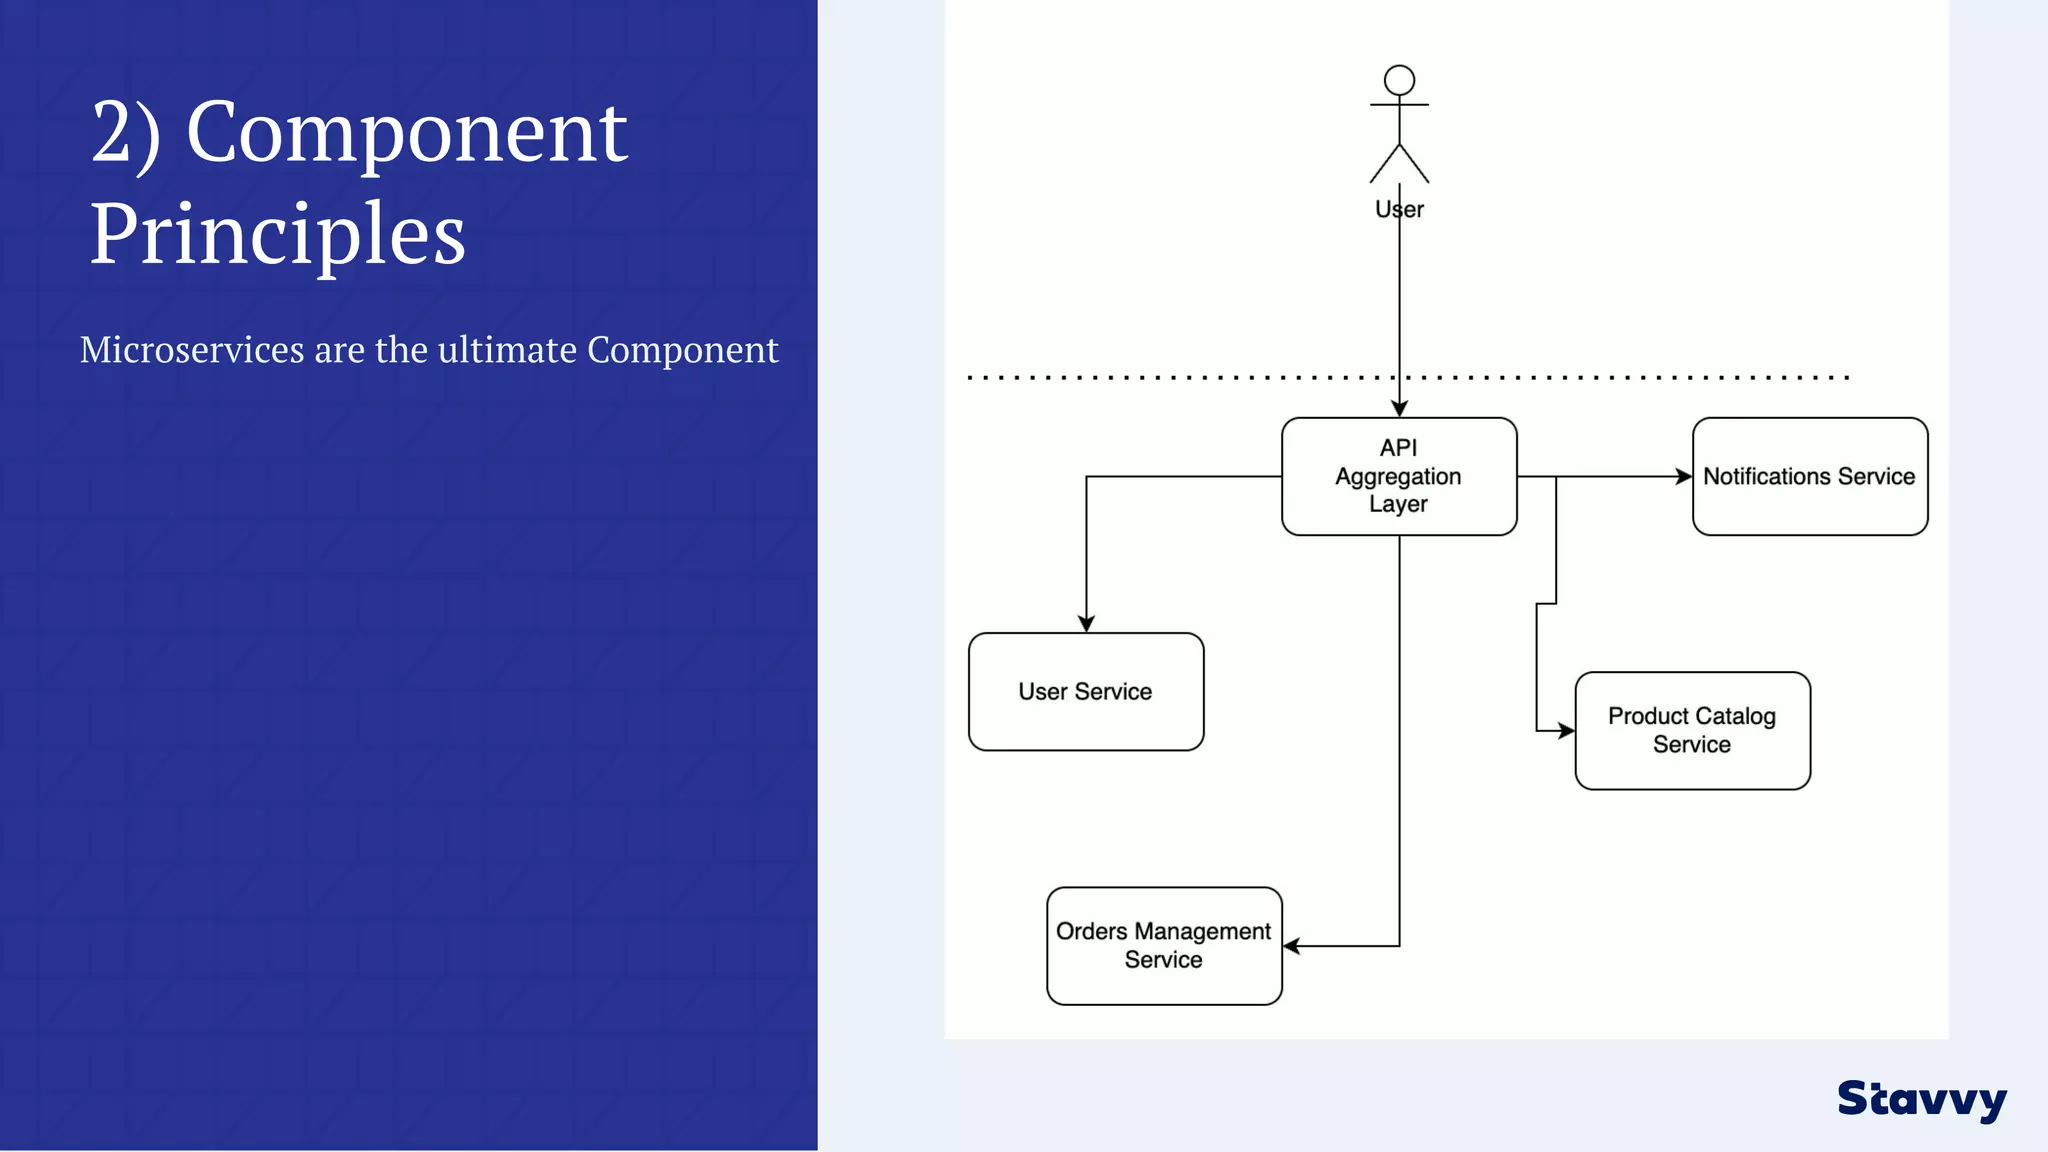 2) Component
Principles
Microservices are the ultimate Component
User
API
Aggregation
Layer
Notifications Service
User Service
Product Catalog
Service
Orders Management
Service
Stavvy